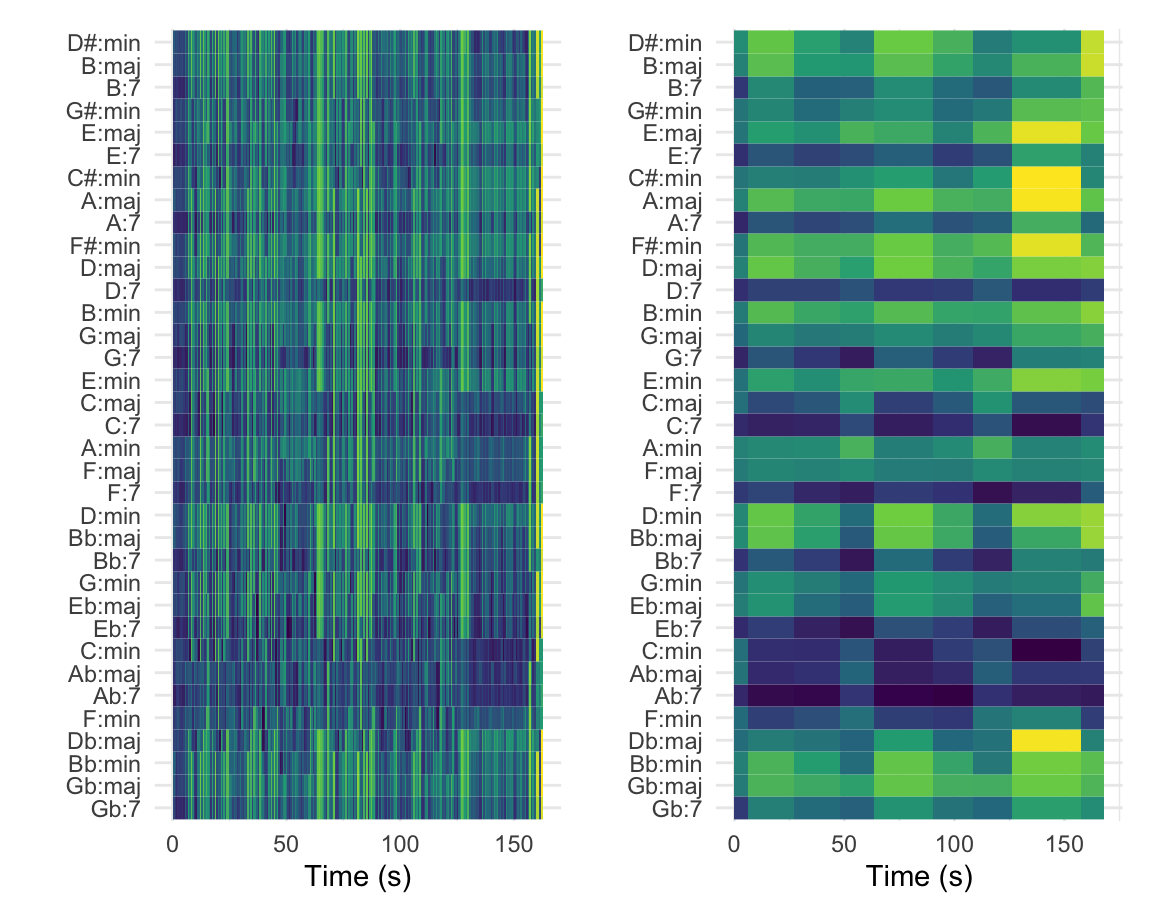 D#:min
B:maj
B:7
G#:min
E:maj
E:7
C#:min
A:maj
A:7
F#:min
D:maj
D:7
B:min
G:maj
G:7
E:min
C:maj
C:7
A:min
F:maj
F:7
D:min
Bb:maj
Bb:7
G:min
Eb:maj
Eb:7
C:min
Ab:maj
Ab:7
F:min
Db:maj
Bb:min
Gb:maj
Gb:7
0 50 100 150
Time (s)
D#:min
B:maj
B:7
G#:min
E:maj
E:7
C#:min
A:maj
A:7
F#:min
D:maj
D:7
B:min
G:maj
G:7
E:min
C:maj
C:7
A:min
F:maj
F:7
D:min
Bb:maj
Bb:7
G:min
Eb:maj
Eb:7
C:min
Ab:maj
Ab:7
F:min
Db:maj
Bb:min
Gb:maj
Gb:7
0 50 100 150
Time (s)